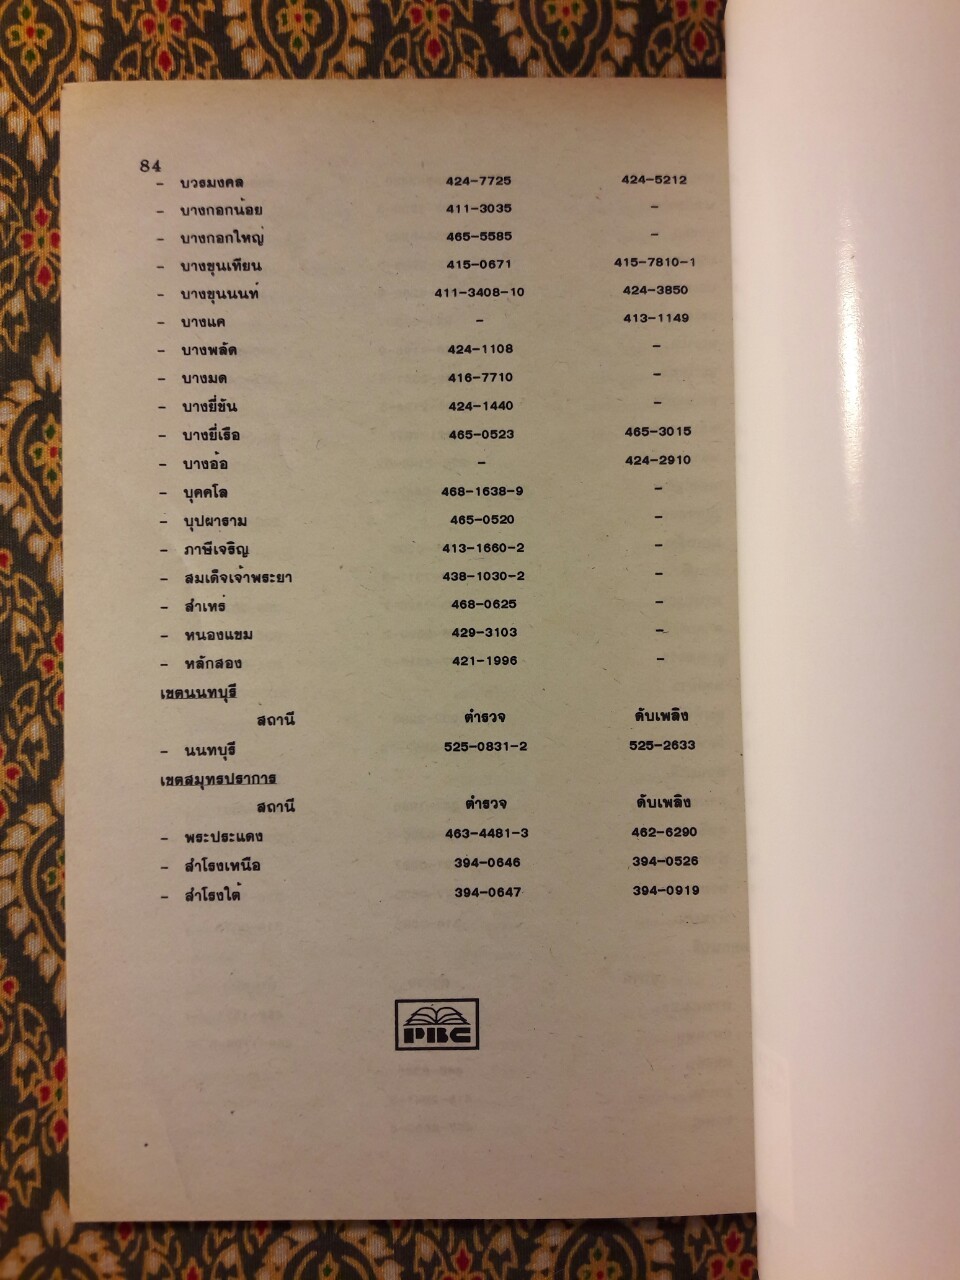 84
- บวรมงคล 424-7725 424-5212
- บางกอกน้อย 411-3035 -
- บางกอกใหญ่ 465-5585 -
- บางขุนเทียน 415-0671 415-7810-1
- บางขุนนนท์ 411-3408-10 424-3850
- บางแค - 413-1149
- บางพลัด 424-1108 -
- บางมด 416-7710 -
- บางยี่ขัน 424-1440 -
- บางยี่เรือ 465-0523 465-3015
- บางอ้อ - 424-2910
- บุคคโล 468-1638-9 -
- บุปผาราม 465-0520 -
- ภาษีเจริญ 413-1660-2 -
- สมเด็จเจ้าพระยา 438-1030-2 -
- สำเหร่ 468-0625 -
- หนองแขม 429-3103 -
- หลักสอง 421-1996 -
เขตนนทบุรี
สถานี ตำรวจ ดับเพลิง
- นนทบุรี 525-0831-2 525-2633
เขตสมุทรปราการ
สถานี ตำรวจ ดับเพลิง
- พระประแดง 463-4481-3 462-6290
- สำโรงเหนือ 394-0646 394-0526
- สำโรงใต้ 394-0647 394-0919
PBC